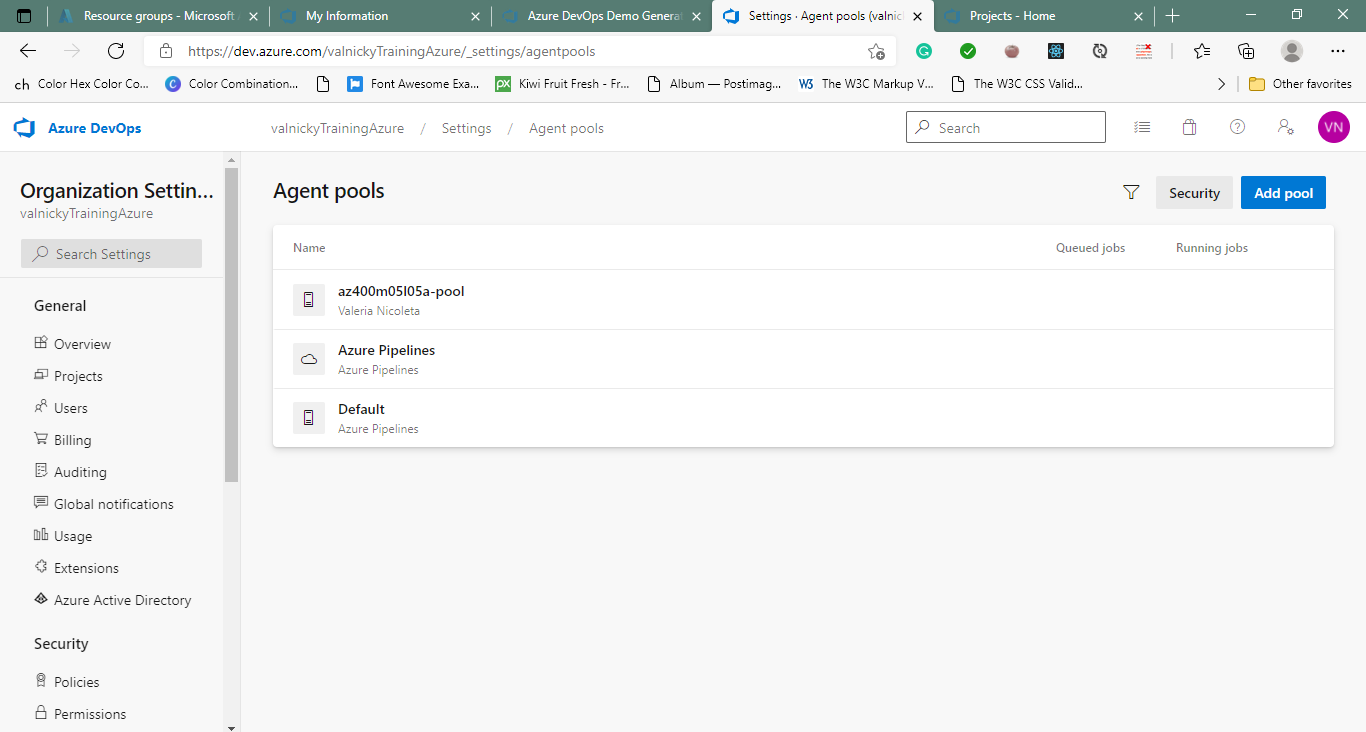 Resource groups - Microsoft A
My Information
Azure DevOps Demo General
Settings · Agent pools (valnic
Projects - Home
https://dev.azure.com/valnickyTrainingAzure/_settings/agentpools
ch Color Hex Color Co...
Color Combination...
Font Awesome Exa...
Kiwi Fruit Fresh - Fr...
Album — Postimag...
The W3C Markup V...
The W3C CSS Valid...
Other favorites
Azure DevOps
valnickyTrainingAzure / Settings / Agent pools
Search
VN
Organization Settin...
valnickyTrainingAzure
Search Settings
General
Overview
Projects
Users
Billing
Auditing
Global notifications
Usage
Extensions
Azure Active Directory
Security
Policies
Permissions
Agent pools
Security
Add pool
Name Queued jobs Running jobs
az400m05l05a-pool
Valeria Nicoleta
Azure Pipelines
Azure Pipelines
Default
Azure Pipelines